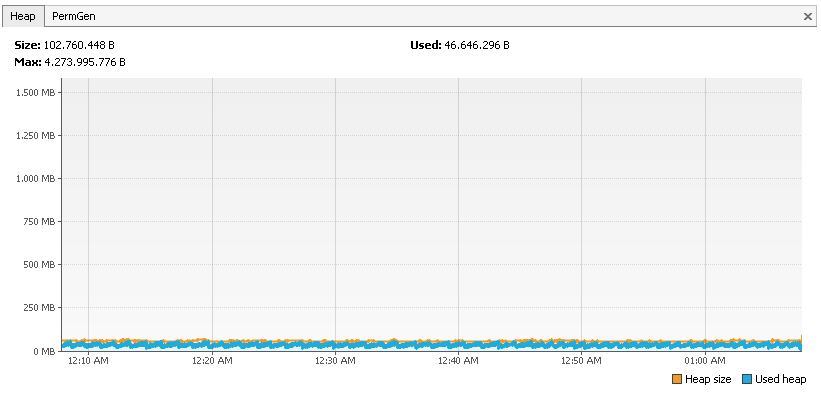 Heap PermGen
Size: 102.760.448 B Used: 46.646.296 B
Max: 4.273.995.776 B
1.500 MB
1.250 MB
1.000 MB
750 MB
500 MB
250 MB
0 MB
12:10 AM 12:20 AM 12:30 AM 12:40 AM 12:50 AM 01:00 AM
Heap size Used heap